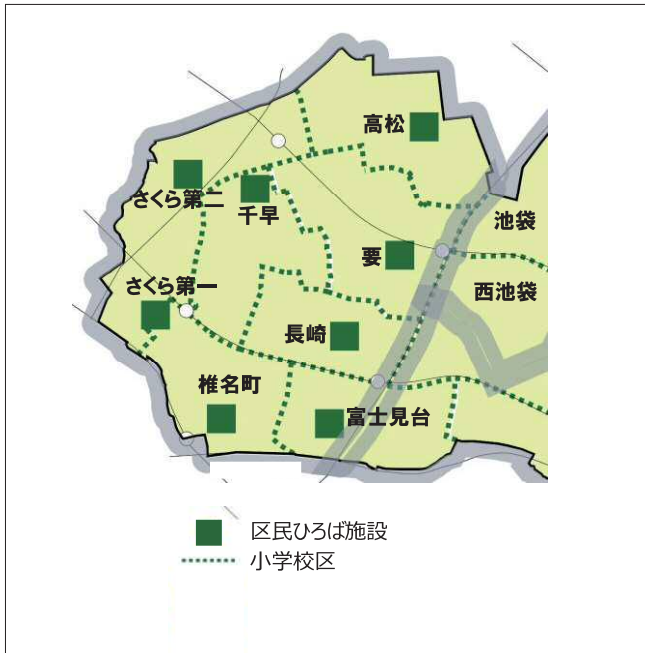 高松
さくら第二
千早
池袋
要
西池袋
さくら第一
長崎
椎名町
富士見台
区民ひろば施設
小学校区